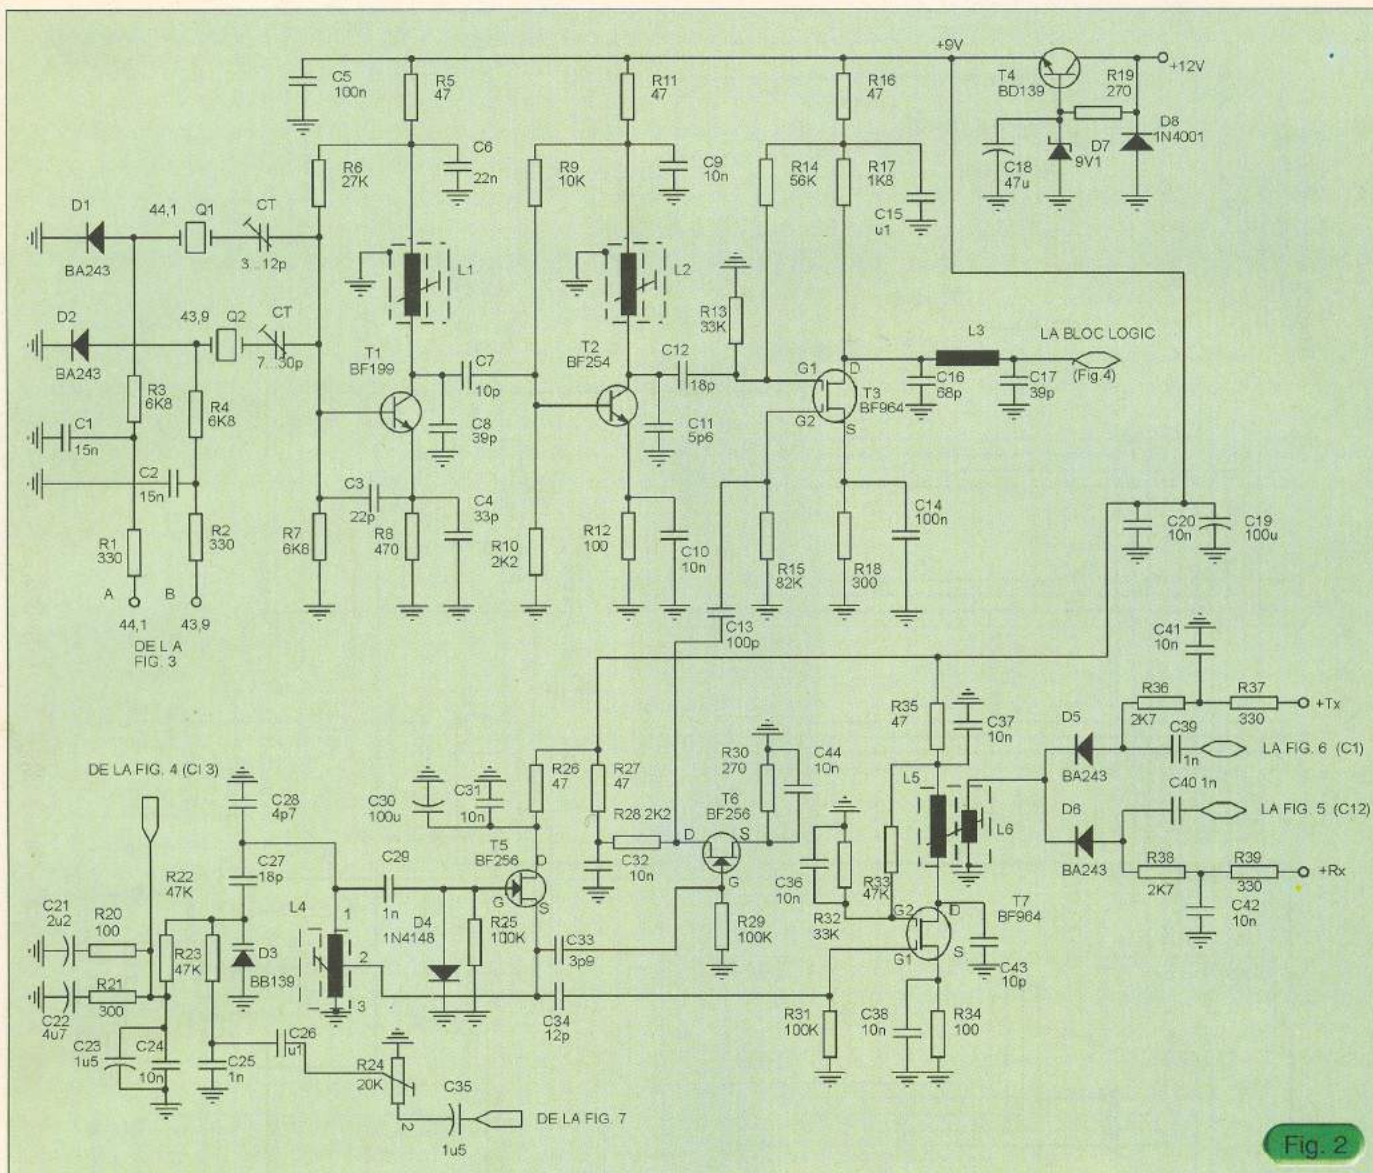 +9V
+12V
C5
100n
R5
47
R11
47
R16
47
T4
BD139
R19
270
D8
1N4001
D7
9V1
C18
47u
R6
27K
C6
22n
R9
10K
C9
10n
R14
56K
R17
1K8
C15
u1
D1
BA243
44,1
Q1
CT
3...12p
L1
L2
R13
33K
D2
BA243
43,9
Q2
CT
7...30p
T1
BF199
C7
10p
T2
BF254
C12
18p
L3
LA BLOC LOGIC
(Fig.4)
G1
D
T3
BF964
G2
S
C16
68p
C17
39p
R3
6K8
R4
6K8
C1
15n
C2
15n
C8
39p
C11
5p6
R1
330
R2
330
C3
22p
C4
33p
R7
6K8
R8
470
R10
2K2
R12
100
C10
10n
R15
82K
R18
300
C14
100n
C20
10n
C19
100u
A
B
44,1
43,9
DE L A
FIG. 3
C13
100p
C41
10n
R36
2K7
R37
330
+Tx
R35
47
C37
10n
D5
BA243
C39
1n
LA FIG. 6 (C1)
DE LA FIG. 4 (CI 3)
C28
4p7
C30
100u
C31
10n
R26
47
R27
47
R30
270
C44
10n
T6
BF256
R28 2K2
D
S
G
L5
L6
C40 1n
LA FIG. 5 (C12)
D6
BA243
C27
18p
C29
1n
T5
BF256
D
G
S
C32
10n
C36
10n
R33
47K
R32
33K
R38
2K7
R39
330
+Rx
C42
10n
R22
47K
C21
2u2
R20
100
L4
1
2
3
D4
1N4148
R25
100K
C33
3p9
R29
100K
G2
D
T7
BF964
G1
S
C43
10p
R23
47K
D3
BB139
R21
300
C22
4u7
C23
1u5
C24
10n
C25
1n
C26
u1
C34
12p
R31
100K
C38
10n
R34
100
R24
20K
2
C35
1u5
DE LA FIG. 7
Fig. 2